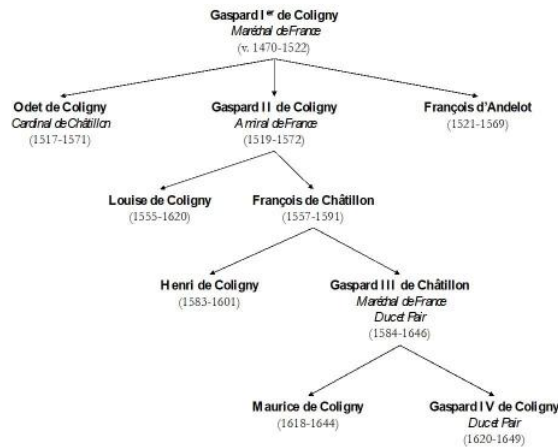 Gaspard Iᵉʳ de Coligny
Maréchal de France
(v. 1470-1522)
Odet de Coligny
Cardinal de Châtillon
(1517-1571)
Gaspard II de Coligny
Amiral de France
(1519-1572)
François d'Andelot
(1521-1569)
Louise de Coligny
(1555-1620)
François de Châtillon
(1557-1591)
Henri de Coligny
(1583-1601)
Gaspard III de Châtillon
Maréchal de France
Duc et Pair
(1584-1646)
Maurice de Coligny
(1618-1644)
Gaspard IV de Coligny
Duc et Pair
(1620-1649)